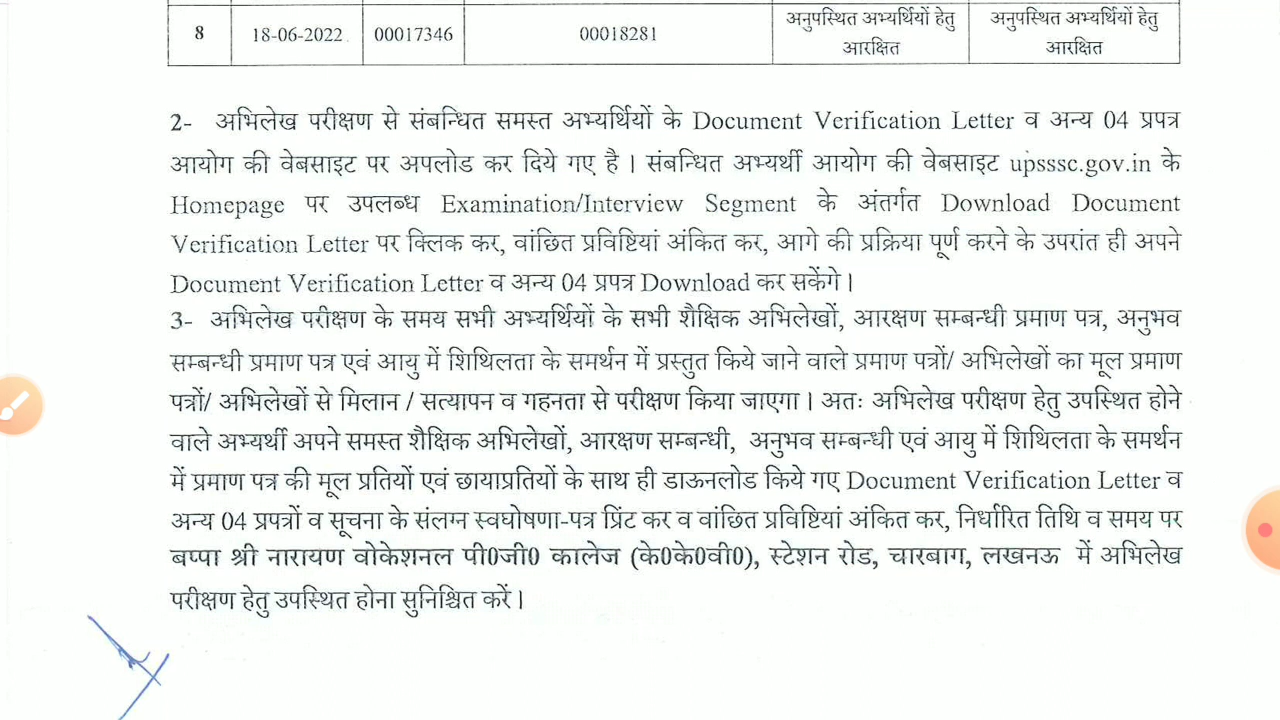 8 18-06-2022 00017346 00018281 अनुपस्थित अभ्यर्थियों हेतु आरक्षित अनुपस्थित अभ्यर्थियों हेतु आरक्षित
2- अभिलेख परीक्षण से संबन्धित समस्त अभ्यर्थियों के Document Verification Letter व अन्य 04 प्रपत्र
आयोग की वेबसाइट पर अपलोड कर दिये गए है। संबन्धित अभ्यर्थी आयोग की वेबसाइट upsssc.gov.in के
Homepage पर उपलब्ध Examination/Interview Segment के अंतर्गत Download Document
Verification Letter पर क्लिक कर, वांछित प्रविष्टियां अंकित कर, आगे की प्रक्रिया पूर्ण करने के उपरांत ही अपने
Document Verification Letter व अन्य 04 प्रपत्र Download कर सकेंगे।
3- अभिलेख परीक्षण के समय सभी अभ्यर्थियों के सभी शैक्षिक अभिलेखों, आरक्षण सम्बन्धी प्रमाण पत्र, अनुभव
सम्बन्धी प्रमाण पत्र एवं आयु में शिथिलता के समर्थन में प्रस्तुत किये जाने वाले प्रमाण पत्रों/ अभिलेखों का मूल प्रमाण
पत्रों/ अभिलेखों से मिलान / सत्यापन व गहनता से परीक्षण किया जाएगा। अतः अभिलेख परीक्षण हेतु उपस्थित होने
वाले अभ्यर्थी अपने समस्त शैक्षिक अभिलेखों, आरक्षण सम्बन्धी, अनुभव सम्बन्धी एवं आयु में शिथिलता के समर्थन
में प्रमाण पत्र की मूल प्रतियों एवं छायाप्रतियों के साथ ही डाऊनलोड किये गए Document Verification Letter व
अन्य 04 प्रपत्रों व सूचना के संलग्न स्वघोषणा-पत्र प्रिंट कर व वांछित प्रविष्टियां अंकित कर, निर्धारित तिथि व समय पर
बप्पा श्री नारायण वोकेशनल पी0जी0 कालेज (के0के0वी0), स्टेशन रोड, चारबाग, लखनऊ में अभिलेख
परीक्षण हेतु उपस्थित होना सुनिश्चित करें।